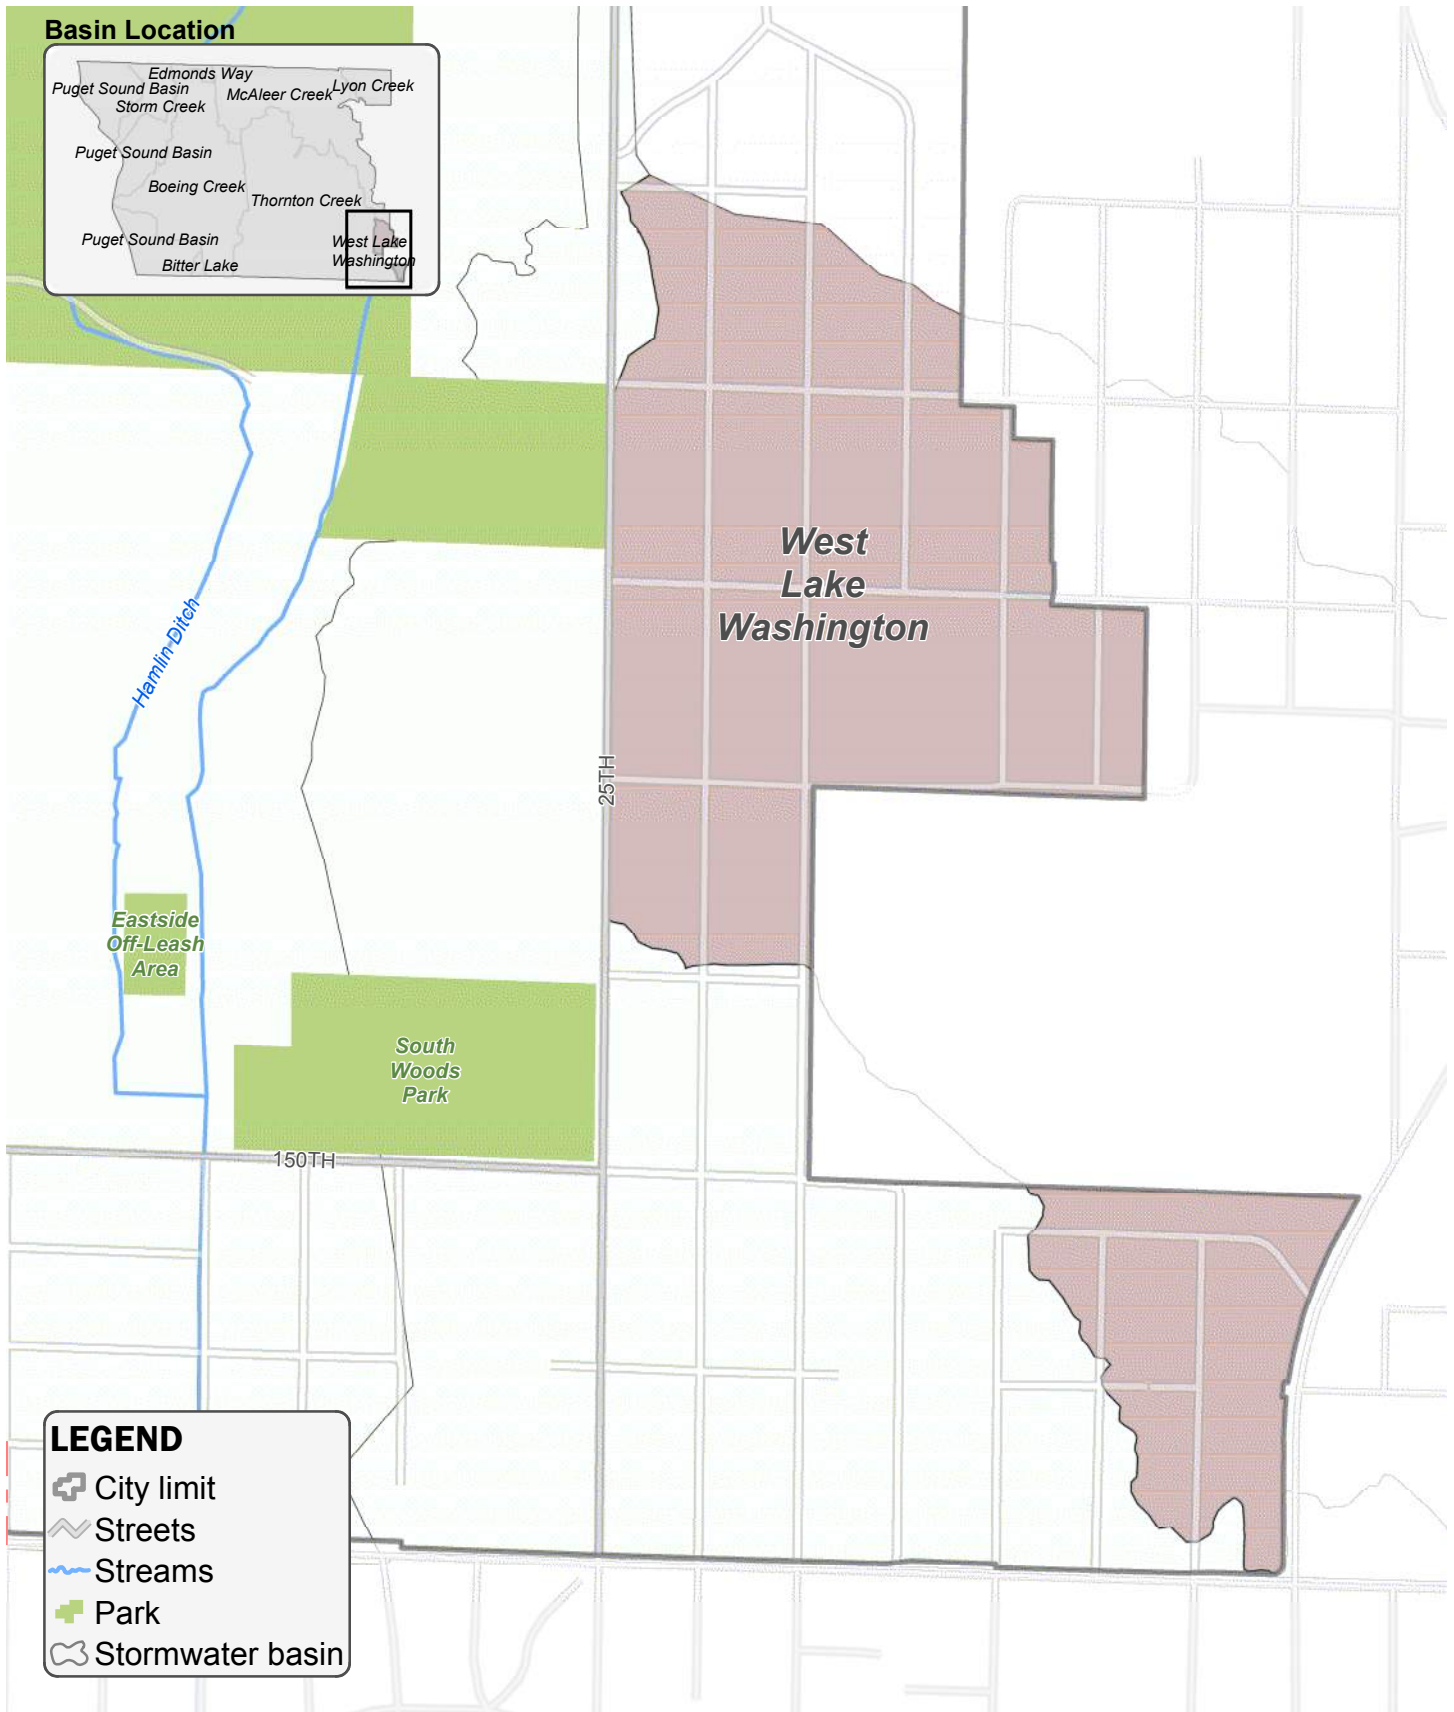 Basin Location
Edmonds Way
Puget Sound Basin
McAleer Creek
Lyon Creek
Storm Creek
Puget Sound Basin
Boeing Creek
Thornton Creek
Puget Sound Basin
West Lake
Washington
Bitter Lake
West
Lake
Washington
Hamlin Ditch
25TH
Eastside
Off-Leash
Area
South
Woods
Park
150TH
LEGEND
City limit
Streets
Streams
Park
Stormwater basin